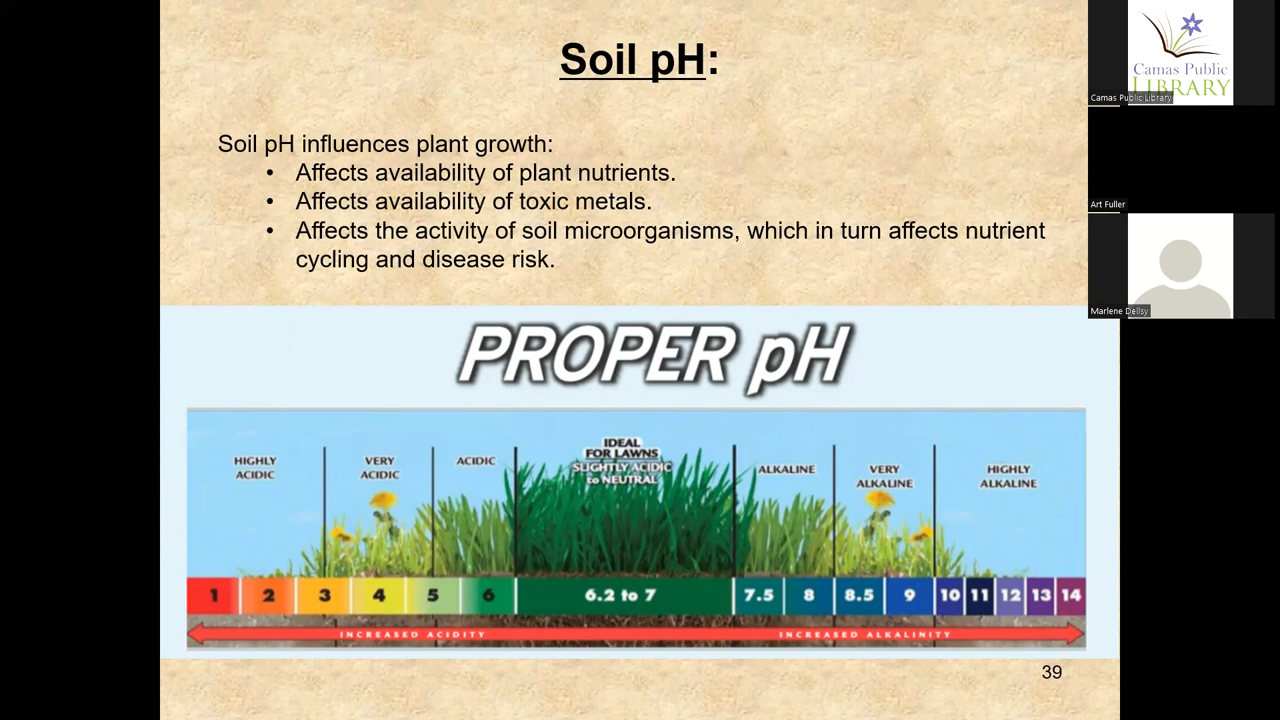 Soil pH:
Soil pH influences plant growth:
• Affects availability of plant nutrients.
• Affects availability of toxic metals.
• Affects the activity of soil microorganisms, which in turn affects nutrient
cycling and disease risk.
PROPER pH
HIGHLY
ACIDIC
VERY
ACIDIC
ACIDIC
IDEAL
FOR LAWNS
SLIGHTLY ACIDIC
to NEUTRAL
ALKALINE
VERY
ALKALINE
HIGHLY
ALKALINE
1 2 3 4 5 6 6.2 to 7 7.5 8 8.5 9 10 11 12 13 14
INCREASED ACIDITY INCREASED ALKALINITY
39
Camas Public
LIBRARY
Camas Public Library
Art Fuller
Marlene Dellsy